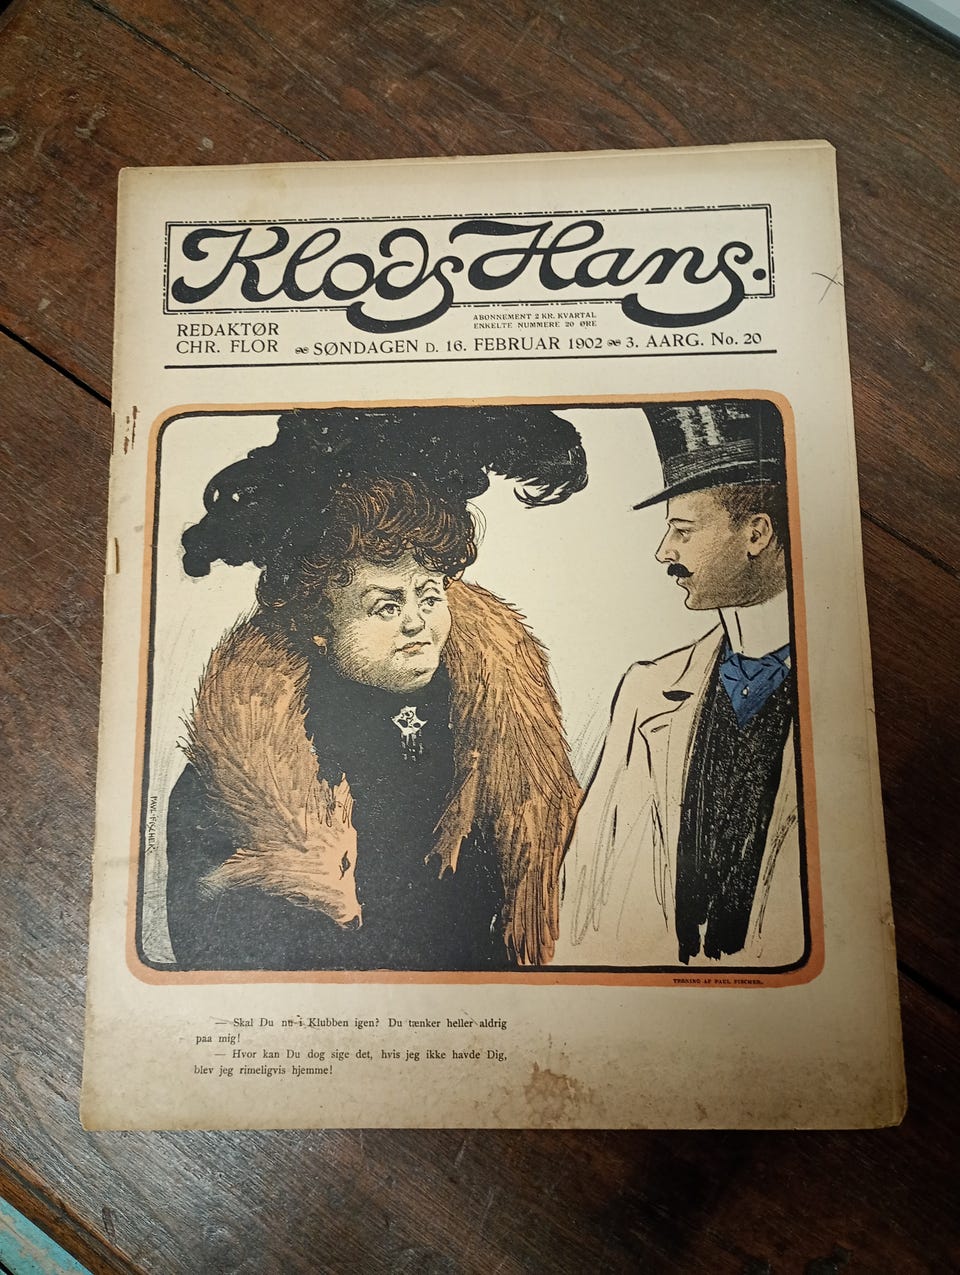 Klods Hans.
REDAKTØR
CHR. FLOR
ABONNEMENT 2 KR. KVARTAL
ENKELTE NUMMERE 20 ØRE
SØNDAGEN D. 16. FEBRUAR 1902
3. AARG. No. 20
PAUL FISCHER.
TEGNING AF PAUL FISCHER.
— Skal Du nu i Klubben igen? Du tænker heller aldrig
paa mig!
— Hvor kan Du dog sige det, hvis jeg ikke havde Dig,
blev jeg rimeligvis hjemme!